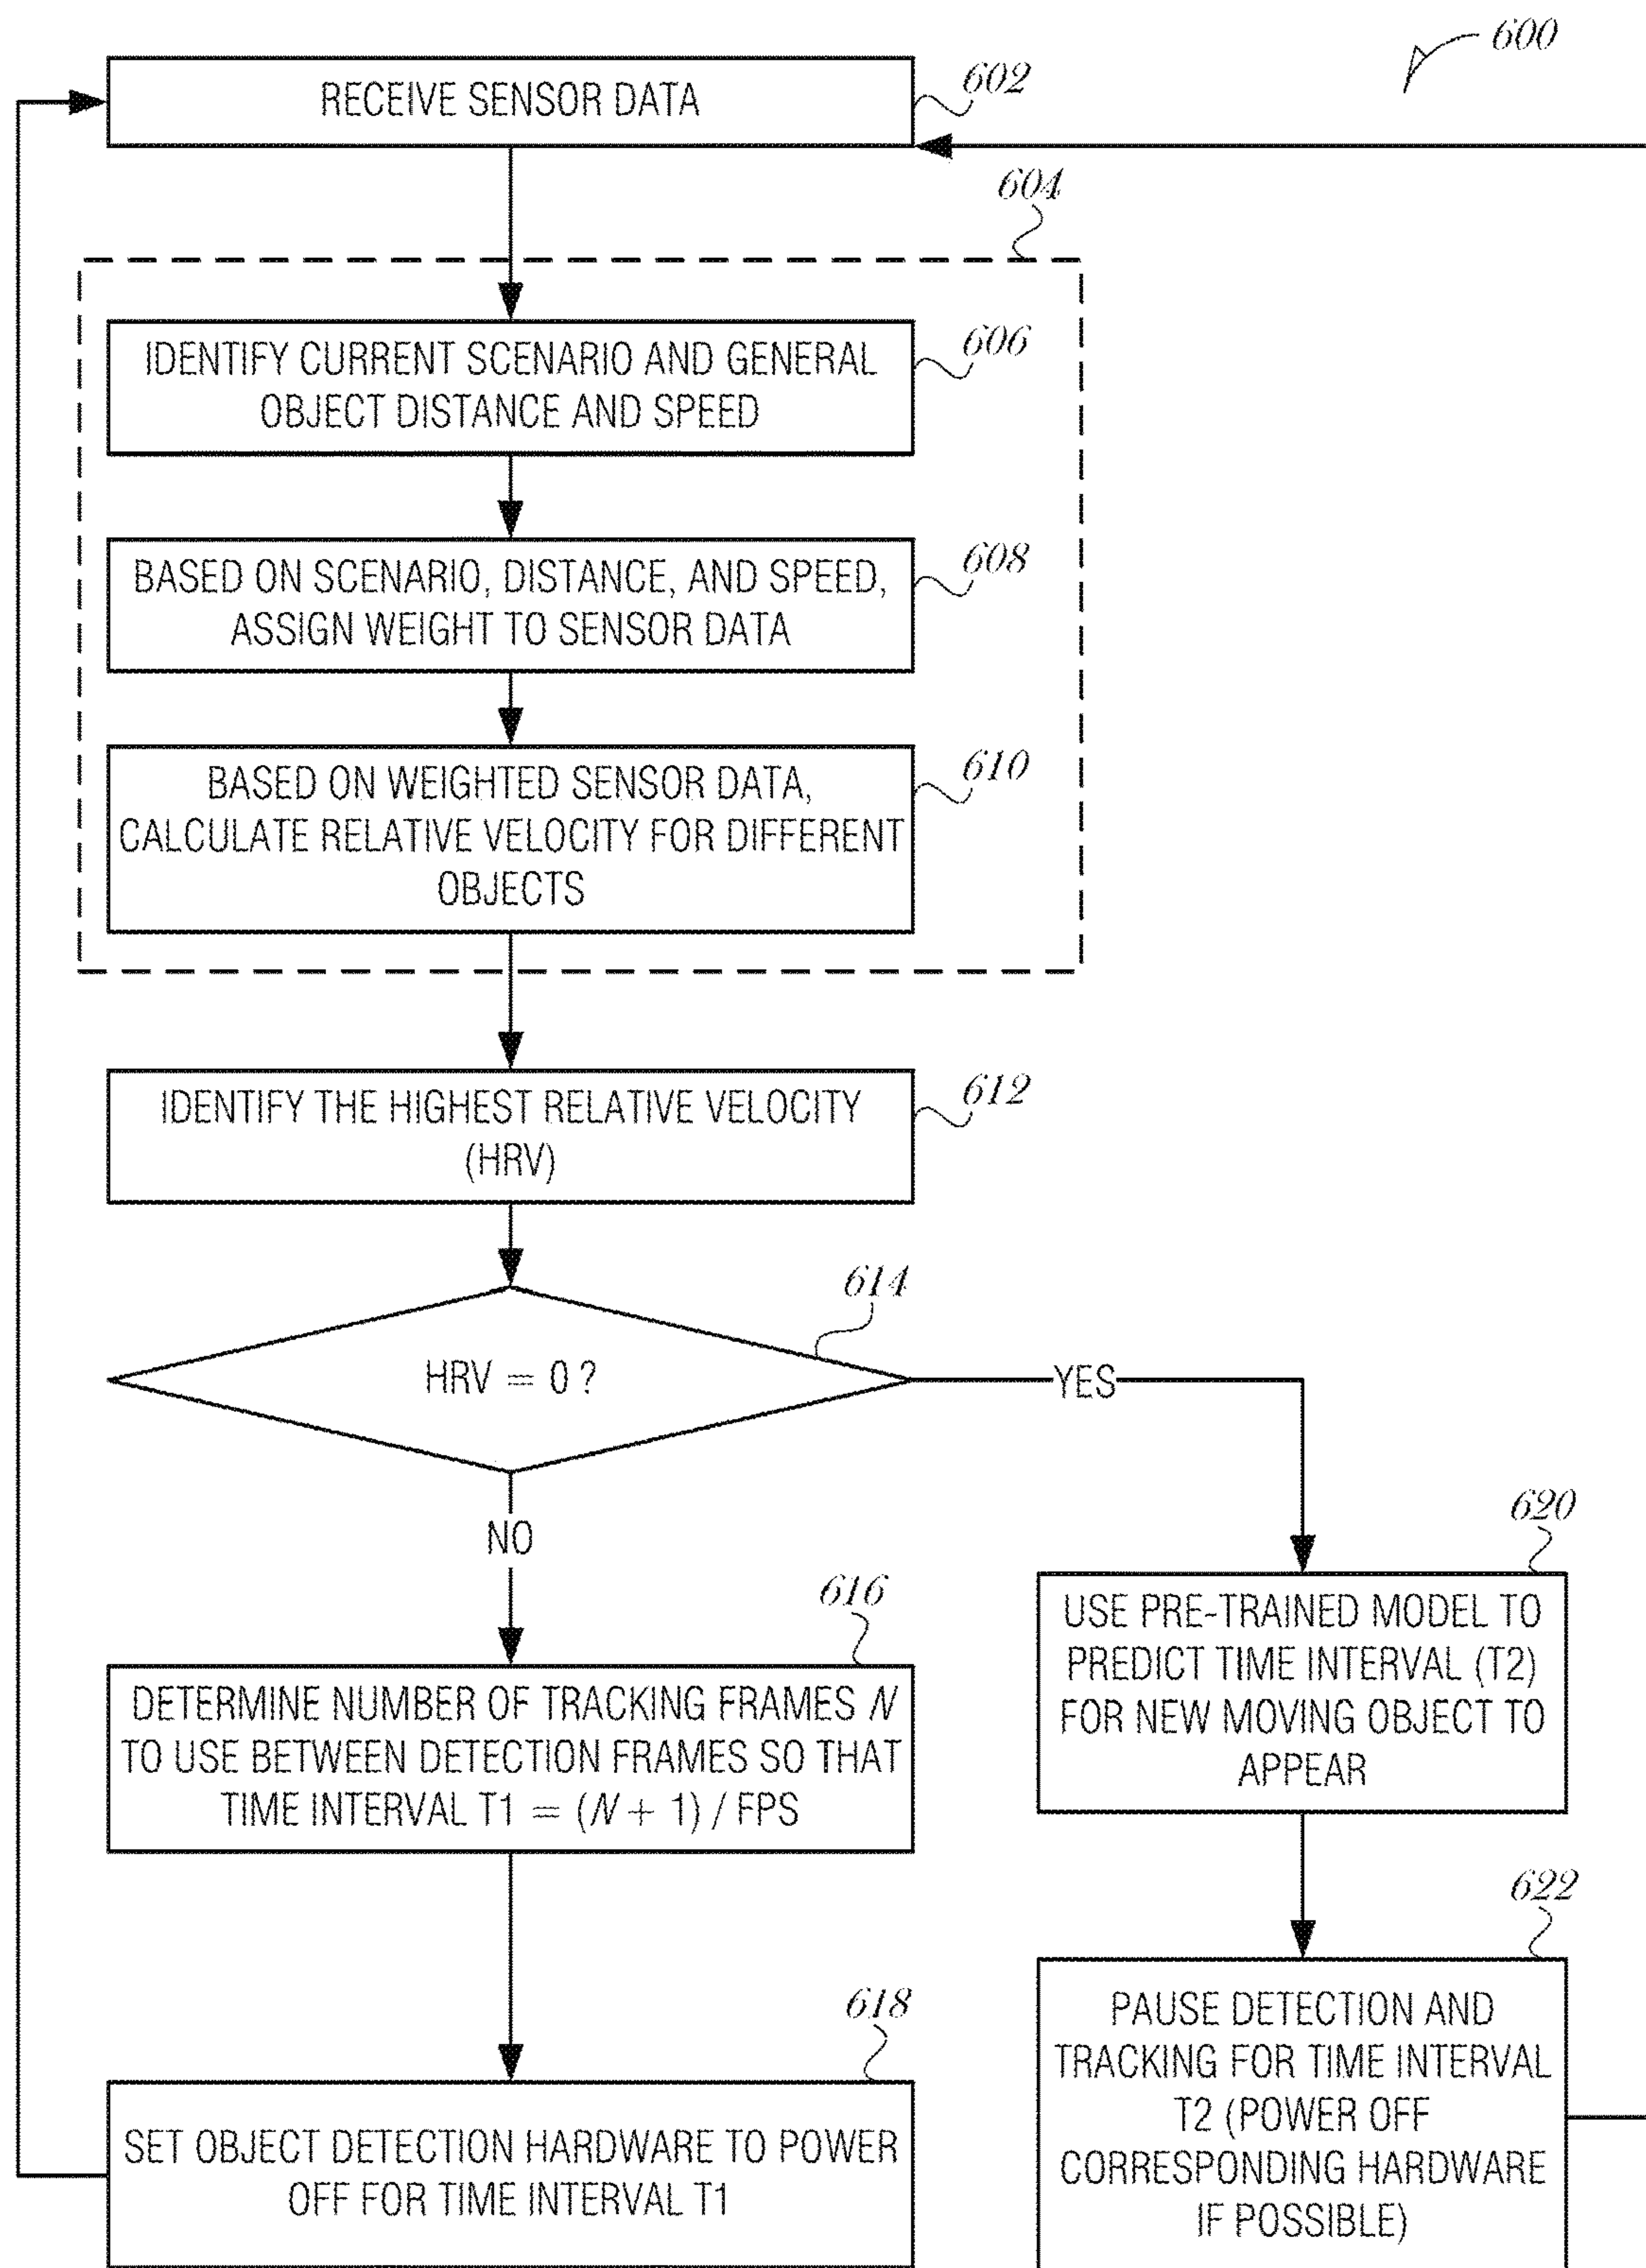 600
RECEIVE SENSOR DATA
602
604
IDENTIFY CURRENT SCENARIO AND GENERAL
OBJECT DISTANCE AND SPEED
606
BASED ON SCENARIO, DISTANCE, AND SPEED,
ASSIGN WEIGHT TO SENSOR DATA
608
BASED ON WEIGHTED SENSOR DATA,
CALCULATE RELATIVE VELOCITY FOR DIFFERENT
OBJECTS
610
IDENTIFY THE HIGHEST RELATIVE VELOCITY
(HRV)
612
614
HRV = 0 ?
YES
NO
616
DETERMINE NUMBER OF TRACKING FRAMES N
TO USE BETWEEN DETECTION FRAMES SO THAT
TIME INTERVAL T1 = (N + 1) / FPS
618
SET OBJECT DETECTION HARDWARE TO POWER
OFF FOR TIME INTERVAL T1
620
USE PRE-TRAINED MODEL TO
PREDICT TIME INTERVAL (T2)
FOR NEW MOVING OBJECT TO
APPEAR
622
PAUSE DETECTION AND
TRACKING FOR TIME INTERVAL
T2 (POWER OFF
CORRESPONDING HARDWARE
IF POSSIBLE)